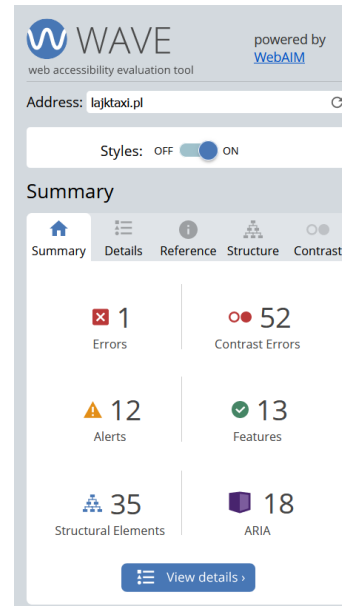 WAVE
web accessibility evaluation tool
powered by
WebAIM
Address: lajktaxi.pl
Styles: OFF ON
Summary
Summary Details Reference Structure Contrast
1
Errors
52
Contrast Errors
12
Alerts
13
Features
35
Structural Elements
18
ARIA
View details ›